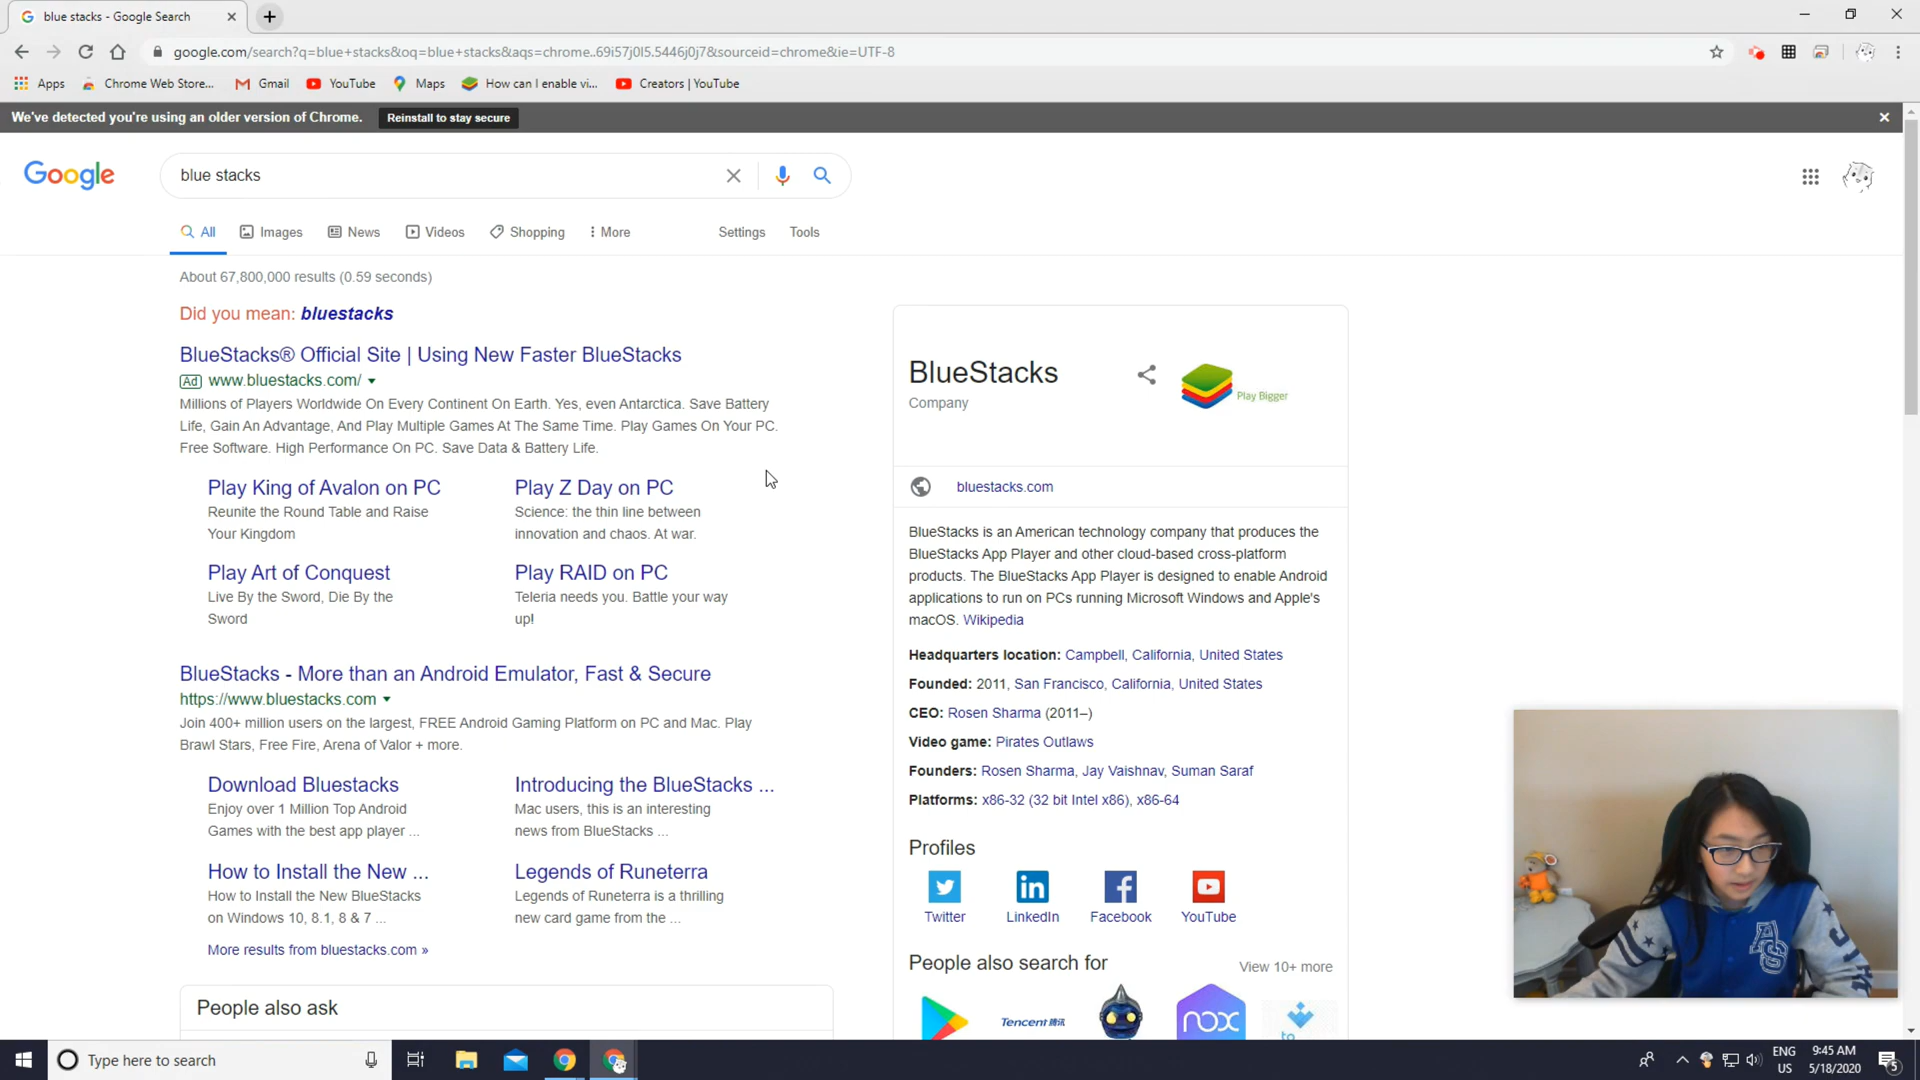 blue stacks - Google Search
google.com/search?q=blue+stacks&oq=blue+stacks&aqs=chrome..69i57j0l5.5446j0j7&sourceid=chrome&ie=UTF-8
Apps Chrome Web Store... Gmail YouTube Maps How can I enable vi... Creators | YouTube
We've detected you're using an older version of Chrome. Reinstall to stay secure
Google
blue stacks
All Images News Videos Shopping More Settings Tools
About 67,800,000 results (0.59 seconds)
Did you mean: bluestacks
BlueStacks® Official Site | Using New Faster BlueStacks
Ad www.bluestacks.com/
Millions of Players Worldwide On Every Continent On Earth. Yes, even Antarctica. Save Battery
Life, Gain An Advantage, And Play Multiple Games At The Same Time. Play Games On Your PC.
Free Software. High Performance On PC. Save Data & Battery Life.
Play King of Avalon on PC
Reunite the Round Table and Raise
Your Kingdom
Play Z Day on PC
Science: the thin line between
innovation and chaos. At war.
Play Art of Conquest
Live By the Sword, Die By the
Sword
Play RAID on PC
Teleria needs you. Battle your way
up!
BlueStacks - More than an Android Emulator, Fast & Secure
https://www.bluestacks.com
Join 400+ million users on the largest, FREE Android Gaming Platform on PC and Mac. Play
Brawl Stars, Free Fire, Arena of Valor + more.
Download Bluestacks
Enjoy over 1 Million Top Android
Games with the best app player ...
Introducing the BlueStacks ...
Mac users, this is an interesting
news from BlueStacks ...
How to Install the New ...
How to Install the New BlueStacks
on Windows 10, 8.1, 8 & 7 ...
Legends of Runeterra
Legends of Runeterra is a thrilling
new card game from the ...
More results from bluestacks.com »
People also ask
BlueStacks
Company
Play Bigger
bluestacks.com
BlueStacks is an American technology company that produces the
BlueStacks App Player and other cloud-based cross-platform
products. The BlueStacks App Player is designed to enable Android
applications to run on PCs running Microsoft Windows and Apple's
macOS. Wikipedia
Headquarters location: Campbell, California, United States
Founded: 2011, San Francisco, California, United States
CEO: Rosen Sharma (2011–)
Video game: Pirates Outlaws
Founders: Rosen Sharma, Jay Vaishnav, Suman Saraf
Platforms: x86-32 (32 bit Intel x86), x86-64
Profiles
Twitter LinkedIn Facebook YouTube
People also search for View 10+ more
Tencent 腾讯
nox
to
AS
Type here to search
ENG
US
9:45 AM
5/18/2020
5